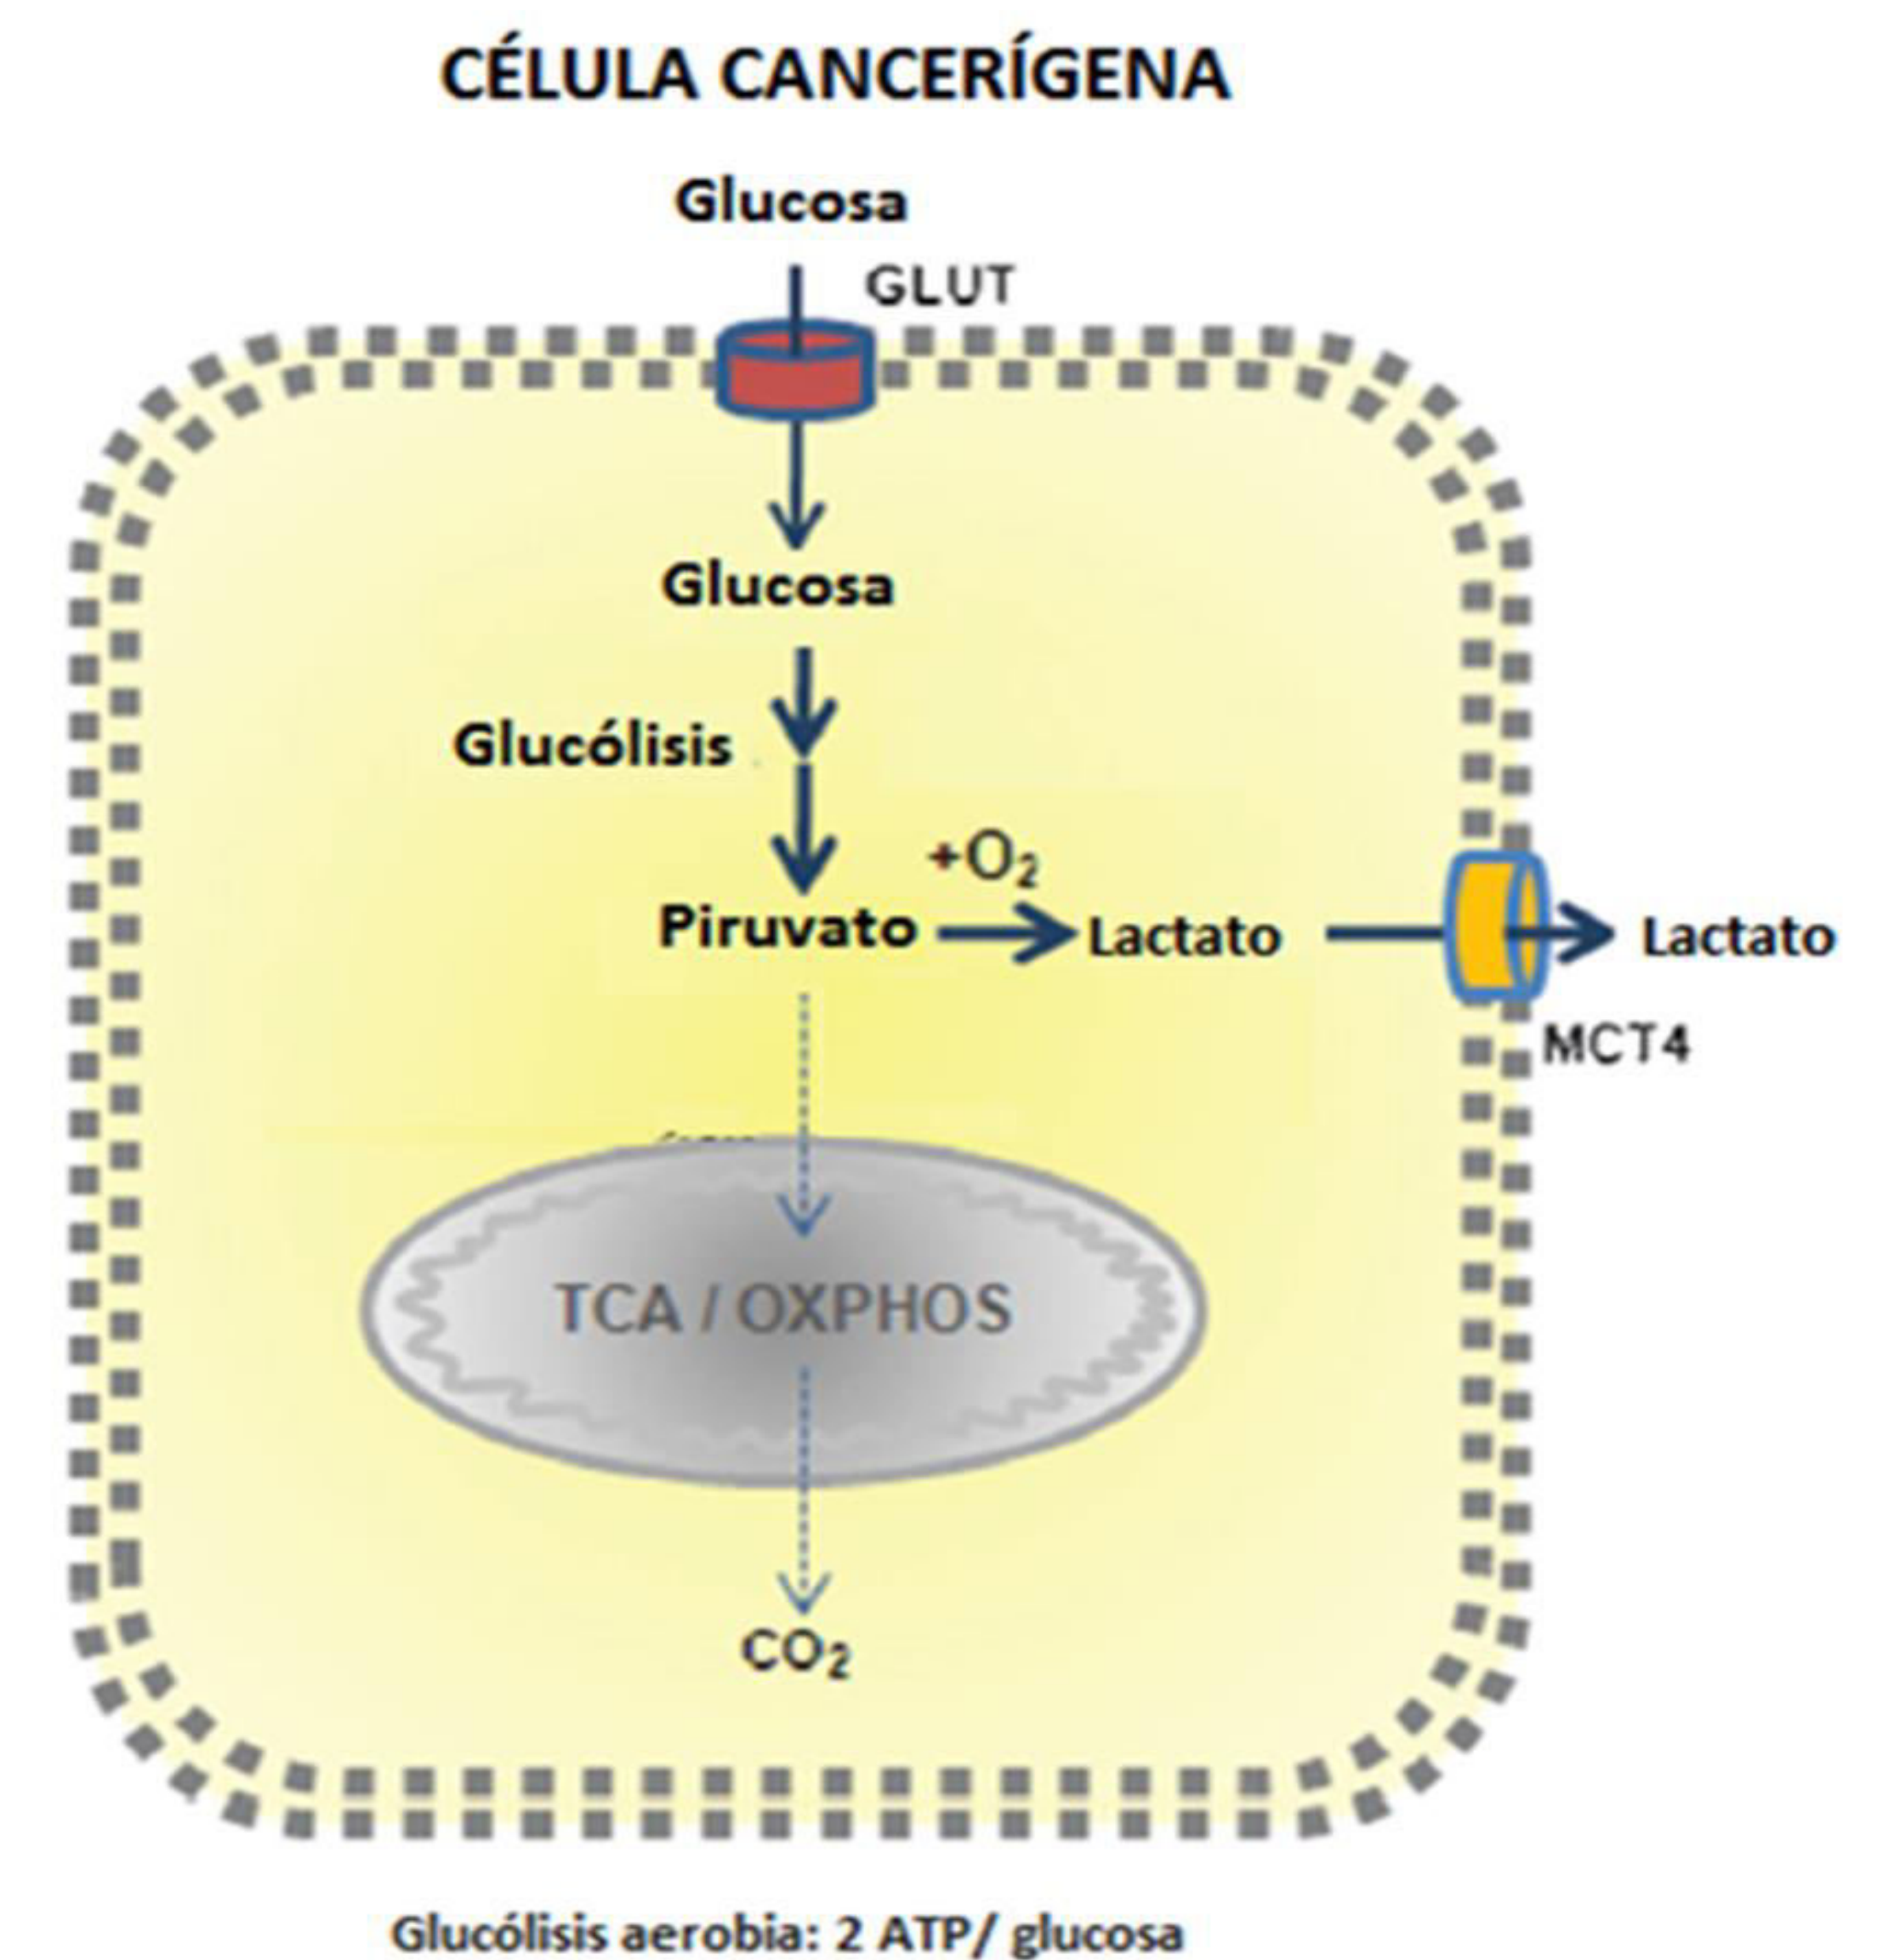 CÉLULA CANCERÍGENA
Glucosa
GLUT
Glucosa
Glucólisis
+O₂
Piruvato
Lactato
Lactato
MCT4
TCA / OXPHOS
CO₂
Glucólisis aerobia: 2 ATP/ glucosa